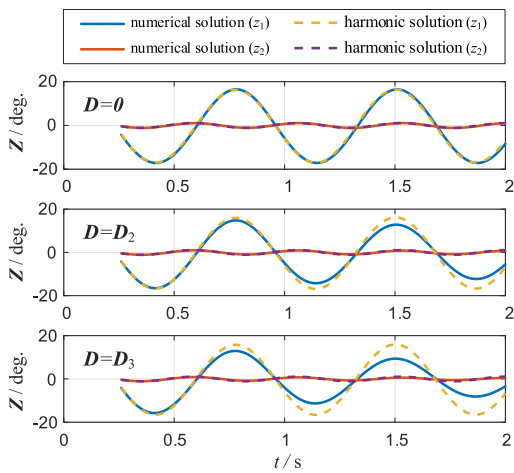 numerical solution (z₁) harmonic solution (z₁)
numerical solution (z₂) harmonic solution (z₂)
20
D=0
0
Z / deg.
-20
0 0.5 1 1.5 2
20
D=D₂
0
Z / deg.
-20
0 0.5 1 1.5 2
20
D=D₃
0
Z / deg.
-20
0 0.5 1 1.5 2
t / s